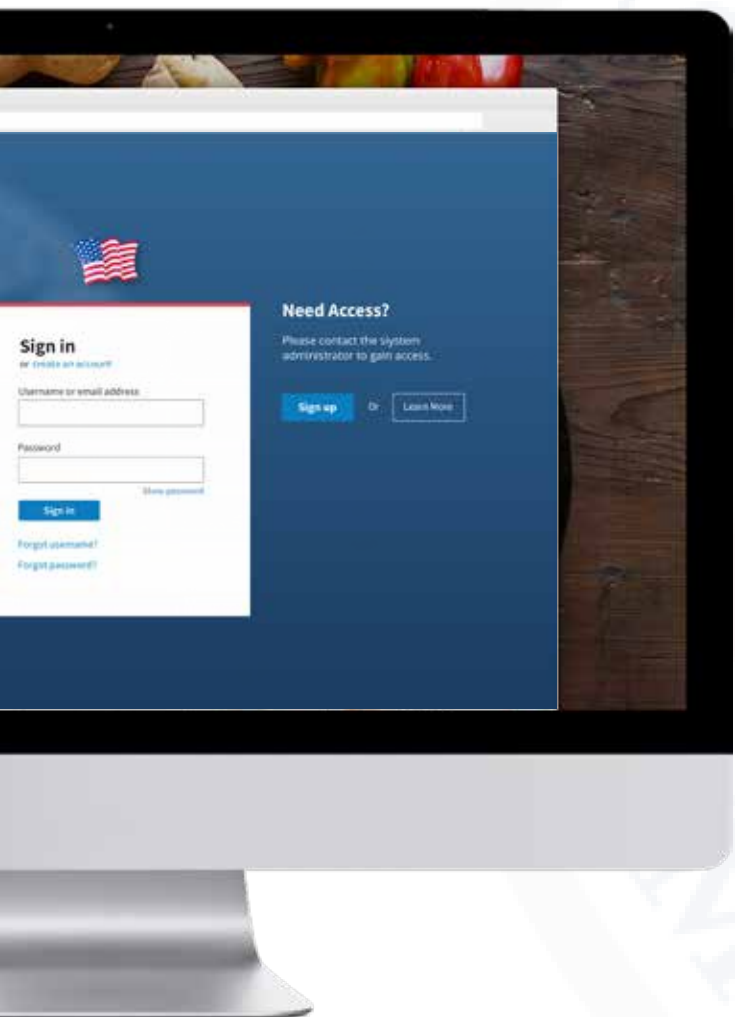 Sign in
or create an account
Username or email address
Password
Show password
Sign in
Forgot username?
Forgot password?
Need Access?
Please contact the siystem
administrator to gain access.
Sign up
Or
Learn More